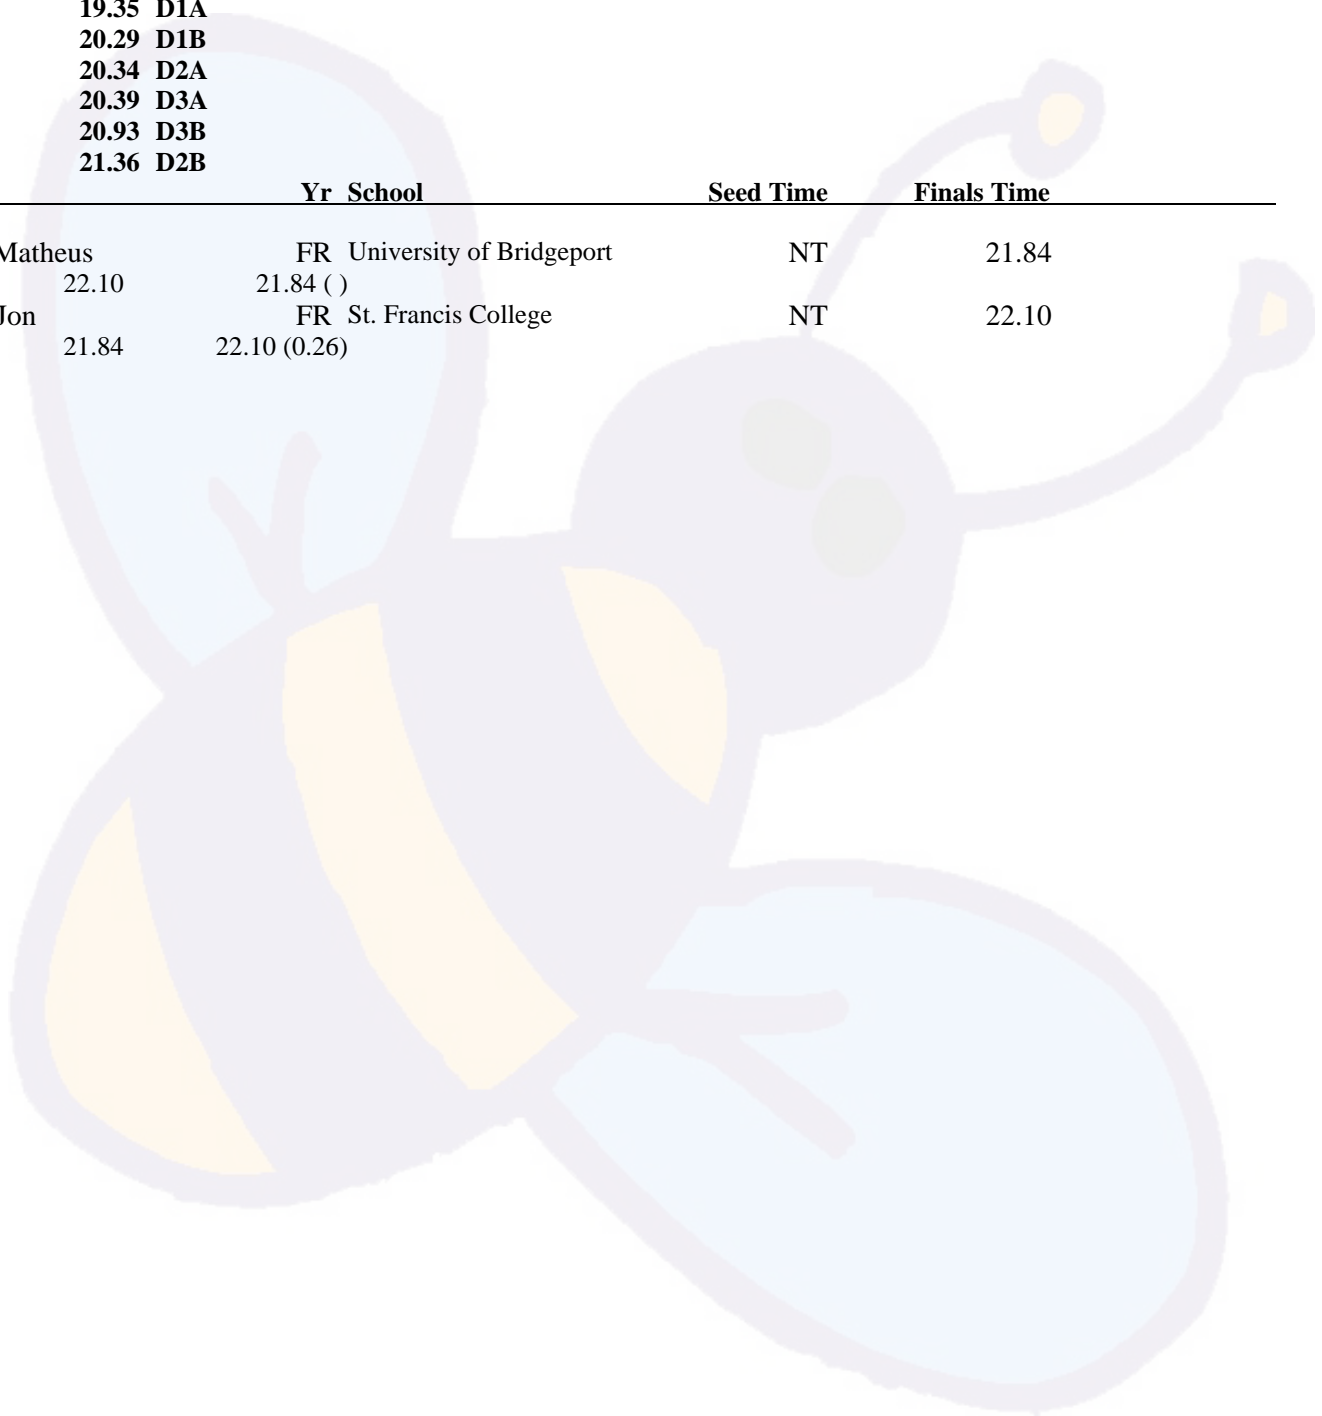 19.35 D1A
20.29 D1B
20.34 D2A
20.39 D3A
20.93 D3B
21.36 D2B
Yr School Seed Time Finals Time
Matheus FR University of Bridgeport NT 21.84
22.10 21.84 ( )
Jon FR St. Francis College NT 22.10
21.84 22.10 (0.26)